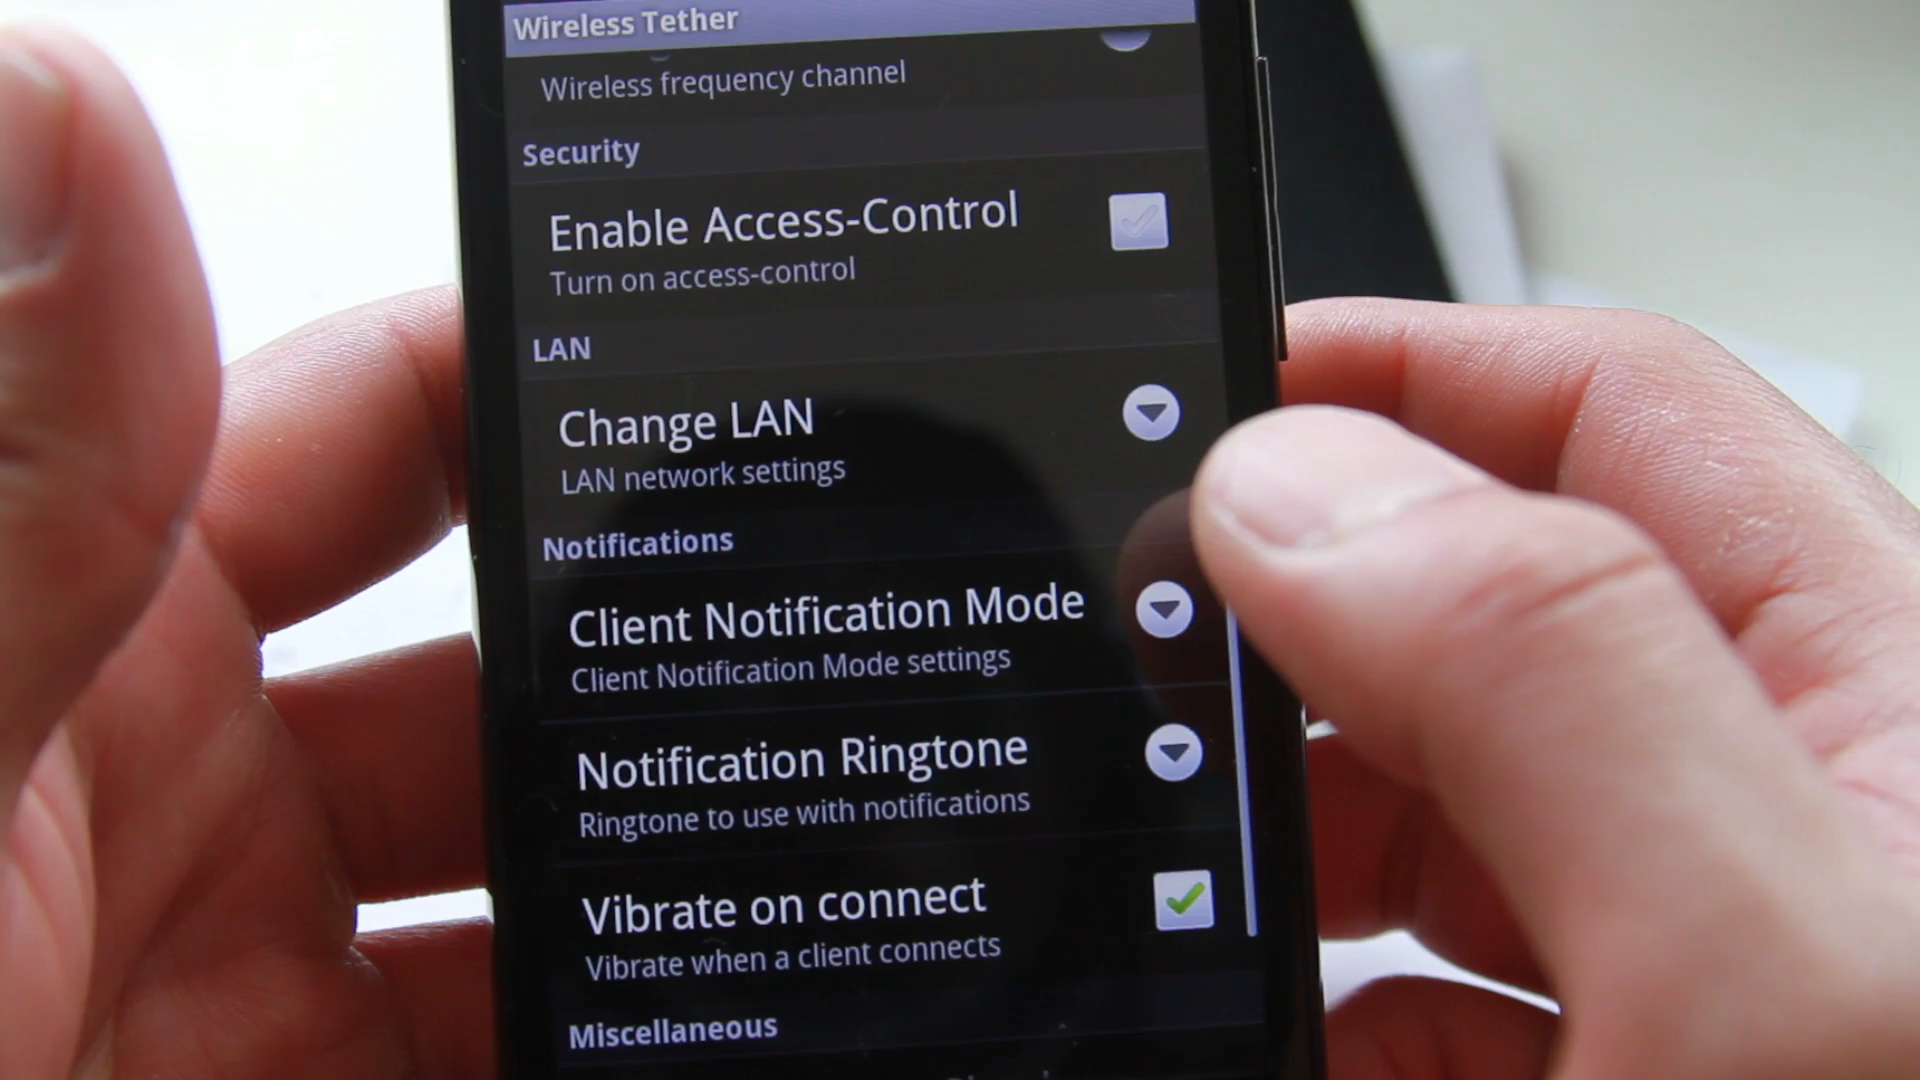 Wireless Tether
Wireless frequency channel
Security
Enable Access-Control
Turn on access-control
LAN
Change LAN
LAN network settings
Notifications
Client Notification Mode
Client Notification Mode settings
Notification Ringtone
Ringtone to use with notifications
Vibrate on connect
Vibrate when a client connects
Miscellaneous